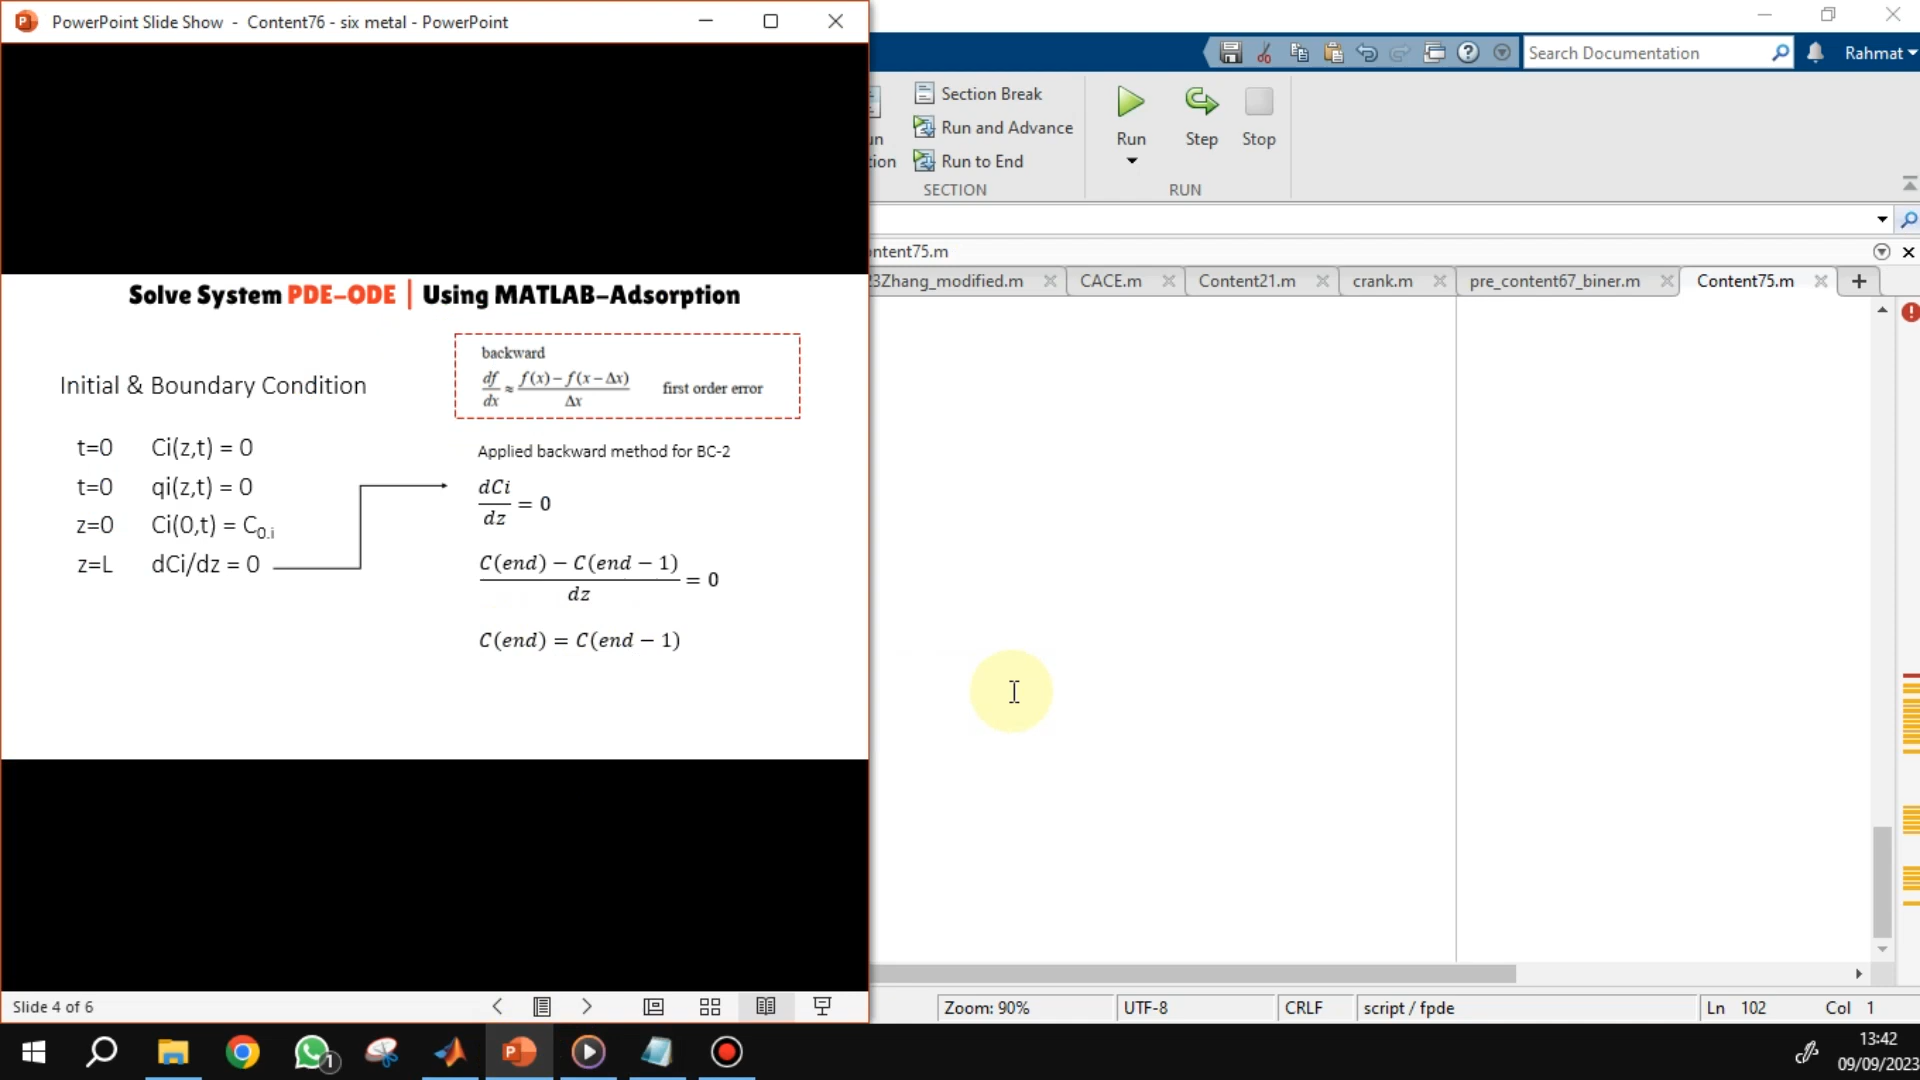 PowerPoint Slide Show - Content76 - six metal - PowerPoint
Search Documentation
Rahmat
Section Break
Run and Advance
Run to End
SECTION
Run
Step
Stop
RUN
un
tion
ontent75.m
23Zhang_modified.m
CACE.m
Content21.m
crank.m
pre_content67_biner.m
Content75.m
Solve System PDE-ODE | Using MATLAB-Adsorption
Initial & Boundary Condition
t=0 Ci(z,t) = 0
t=0 qi(z,t) = 0
z=0 Ci(0,t) = C0.i
z=L dCi/dz = 0
backward
df/dx ≈ f(x) − f(x − Δx) / Δx first order error
Applied backward method for BC-2
dCi/dz = 0
C(end) − C(end − 1) / dz = 0
C(end) = C(end − 1)
Slide 4 of 6
Zoom: 90%
UTF-8
CRLF
script / fpde
Ln 102
Col 1
1
13:42
09/09/2023